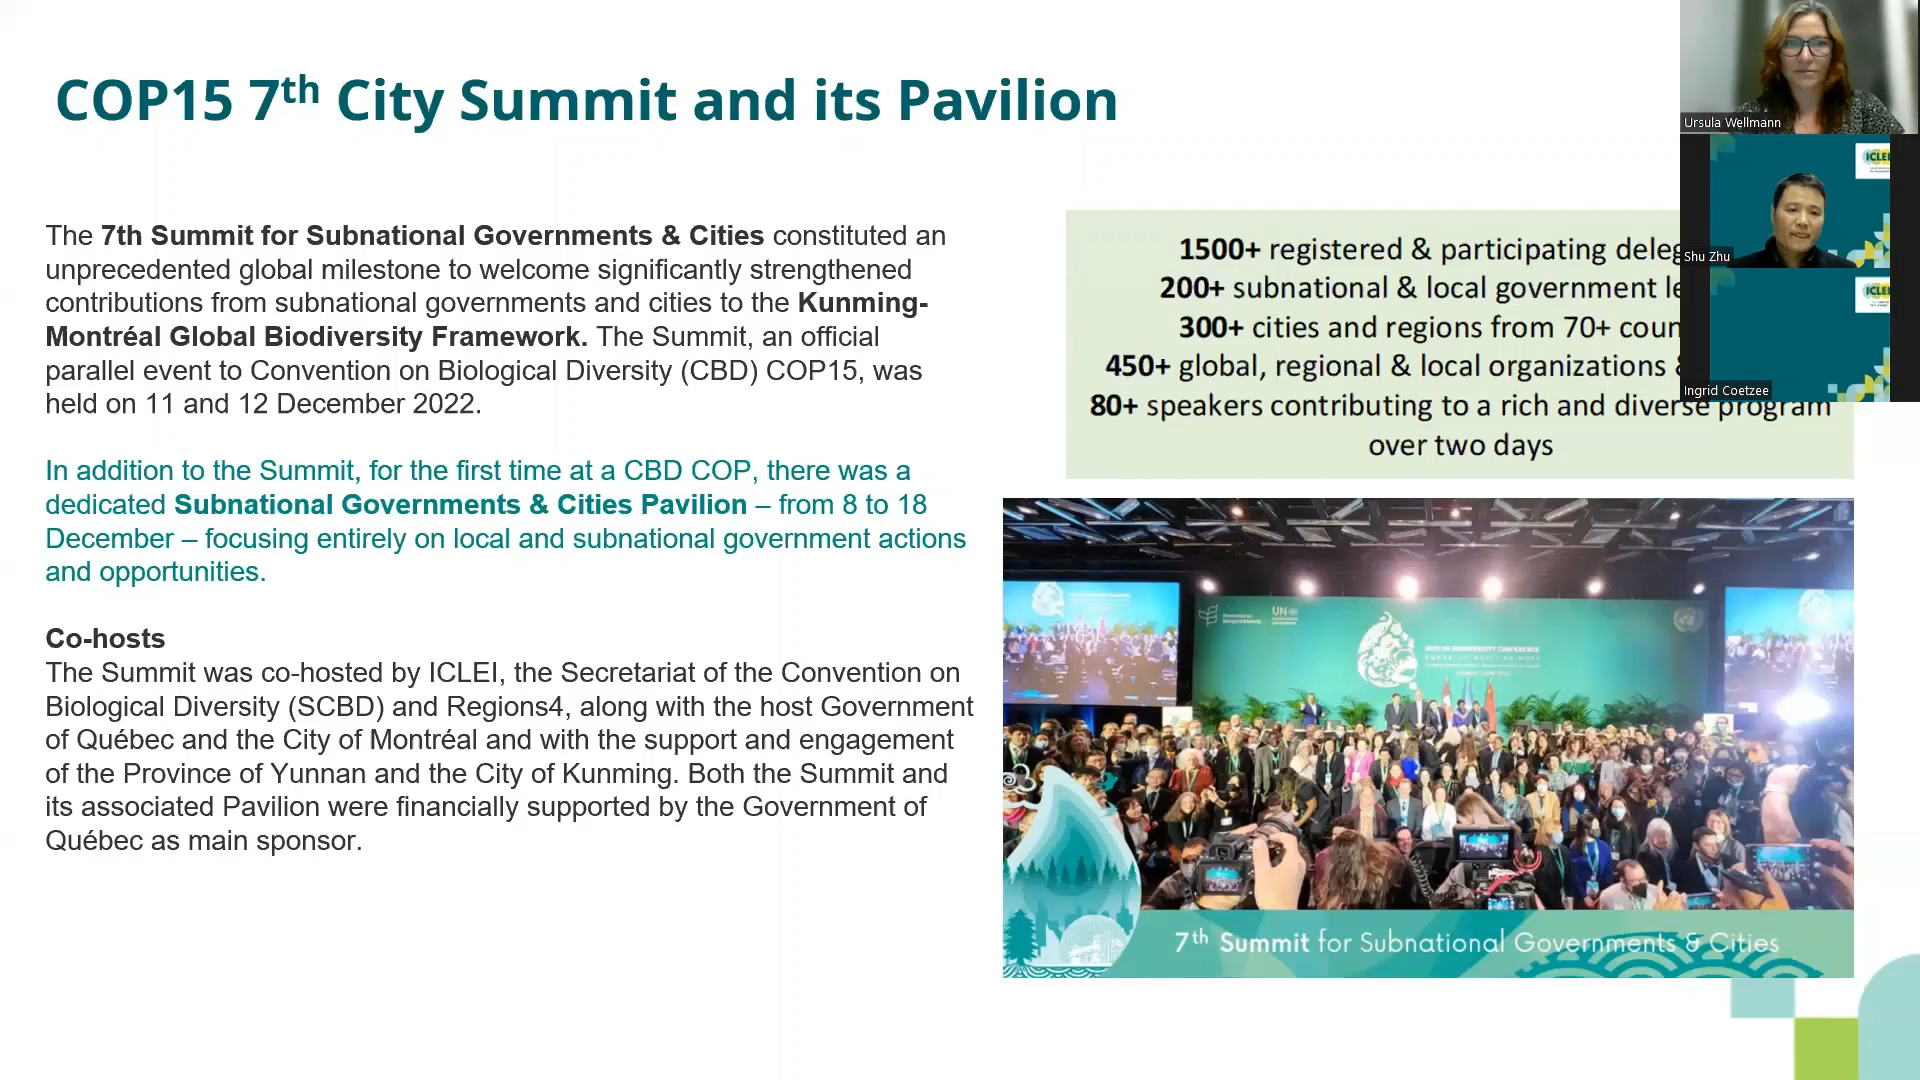 COP15 7th City Summit and its Pavilion
The 7th Summit for Subnational Governments & Cities constituted an
unprecedented global milestone to welcome significantly strengthened
contributions from subnational governments and cities to the Kunming-
Montréal Global Biodiversity Framework. The Summit, an official
parallel event to Convention on Biological Diversity (CBD) COP15, was
held on 11 and 12 December 2022.
In addition to the Summit, for the first time at a CBD COP, there was a
dedicated Subnational Governments & Cities Pavilion – from 8 to 18
December – focusing entirely on local and subnational government actions
and opportunities.
Co-hosts
The Summit was co-hosted by ICLEI, the Secretariat of the Convention on
Biological Diversity (SCBD) and Regions4, along with the host Government
of Québec and the City of Montréal and with the support and engagement
of the Province of Yunnan and the City of Kunming. Both the Summit and
its associated Pavilion were financially supported by the Government of
Québec as main sponsor.
1500+ registered & participating deleg
200+ subnational & local government le
300+ cities and regions from 70+ coun
450+ global, regional & local organizations
80+ speakers contributing to a rich and diverse program
over two days
UN
7th Summit for Subnational Governments & Cities
Ursula Wellmann
ICLEI
Shu Zhu
ICLEI
Ingrid Coetzee